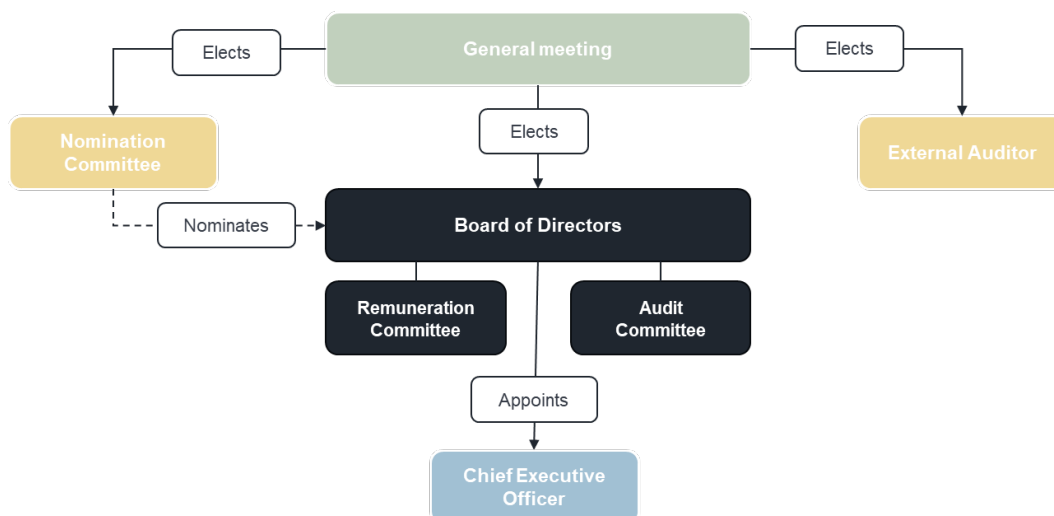 Elects
General meeting
Elects
Elects
Nomination
Committee
External Auditor
Nominates
Board of Directors
Remuneration
Committee
Audit
Committee
Appoints
Chief Executive
Officer